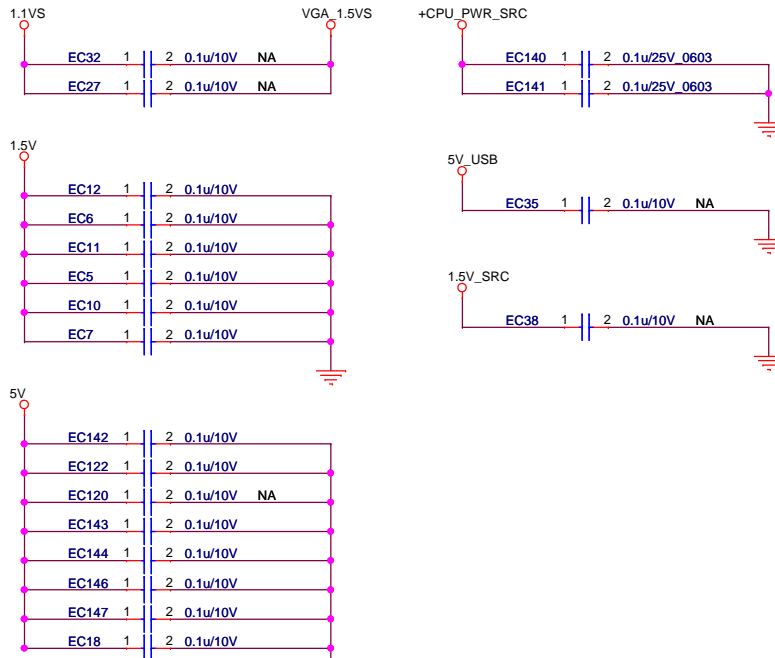 1.1VS VGA_1.5VS
EC32 1 2 0.1u/10V NA
EC27 1 2 0.1u/10V NA
1.5V
EC12 1 2 0.1u/10V
EC6 1 2 0.1u/10V
EC11 1 2 0.1u/10V
EC5 1 2 0.1u/10V
EC10 1 2 0.1u/10V
EC7 1 2 0.1u/10V
5V
EC142 1 2 0.1u/10V
EC122 1 2 0.1u/10V
EC120 1 2 0.1u/10V NA
EC143 1 2 0.1u/10V
EC144 1 2 0.1u/10V
EC146 1 2 0.1u/10V
EC147 1 2 0.1u/10V
EC18 1 2 0.1u/10V
+CPU_PWR_SRC
EC140 1 2 0.1u/25V_0603
EC141 1 2 0.1u/25V_0603
5V_USB
EC35 1 2 0.1u/10V NA
1.5V_SRC
EC38 1 2 0.1u/10V NA